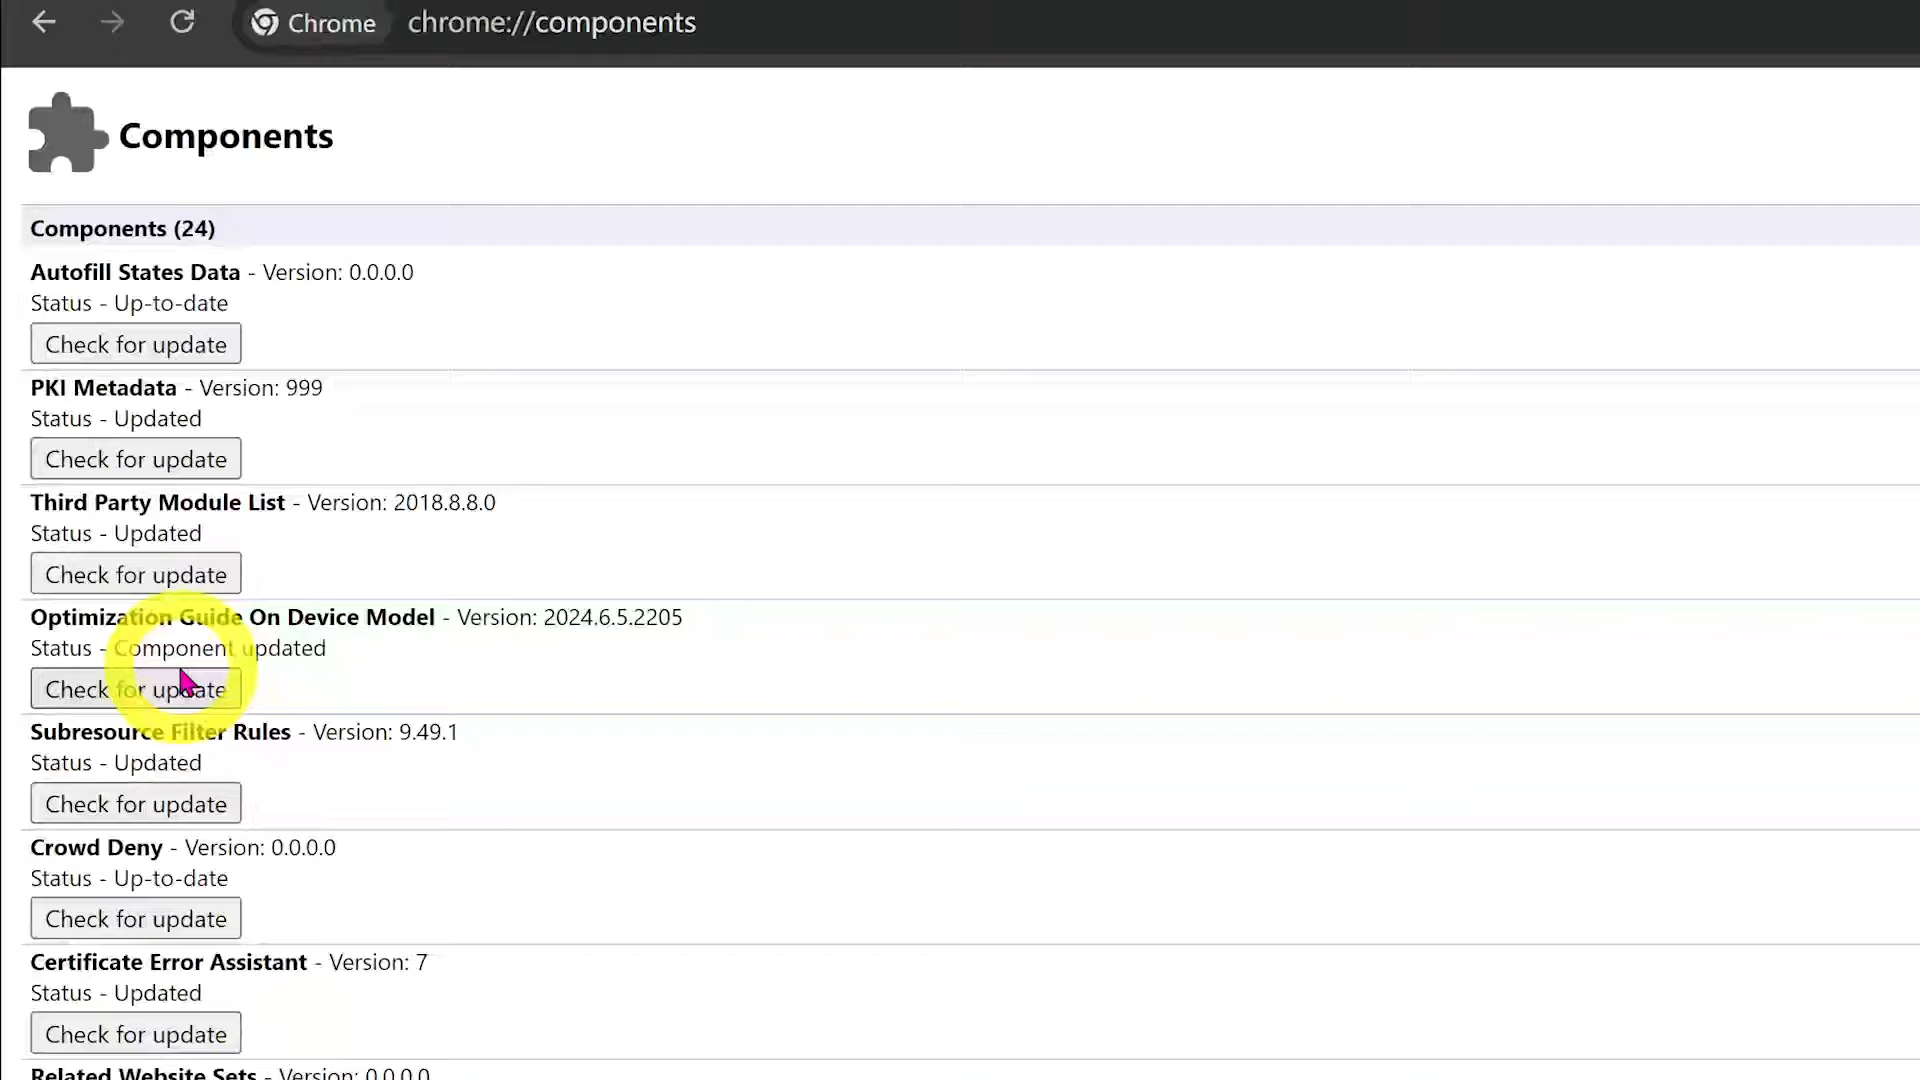 Chrome chrome://components
Components
Components (24)
Autofill States Data - Version: 0.0.0.0
Status - Up-to-date
Check for update
PKI Metadata - Version: 999
Status - Updated
Check for update
Third Party Module List - Version: 2018.8.8.0
Status - Updated
Check for update
Optimization Guide On Device Model - Version: 2024.6.5.2205
Status - Component updated
Check for update
Subresource Filter Rules - Version: 9.49.1
Status - Updated
Check for update
Crowd Deny - Version: 0.0.0.0
Status - Up-to-date
Check for update
Certificate Error Assistant - Version: 7
Status - Updated
Check for update
Related Website Sets - Version: 0.0.0.0